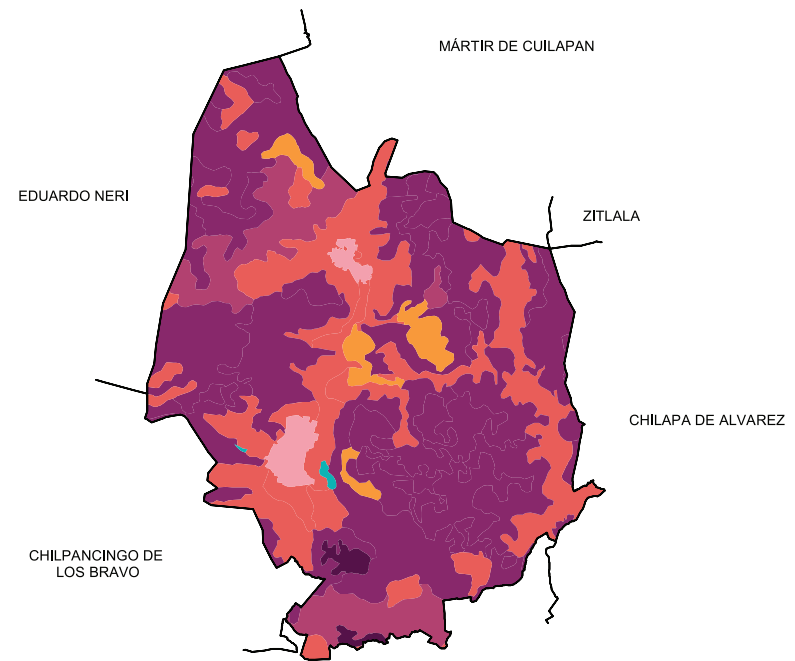 MÁRTIR DE CUILAPAN
EDUARDO NERI
ZITLALA
CHILAPA DE ALVAREZ
CHILPANCINGO DE
LOS BRAVO